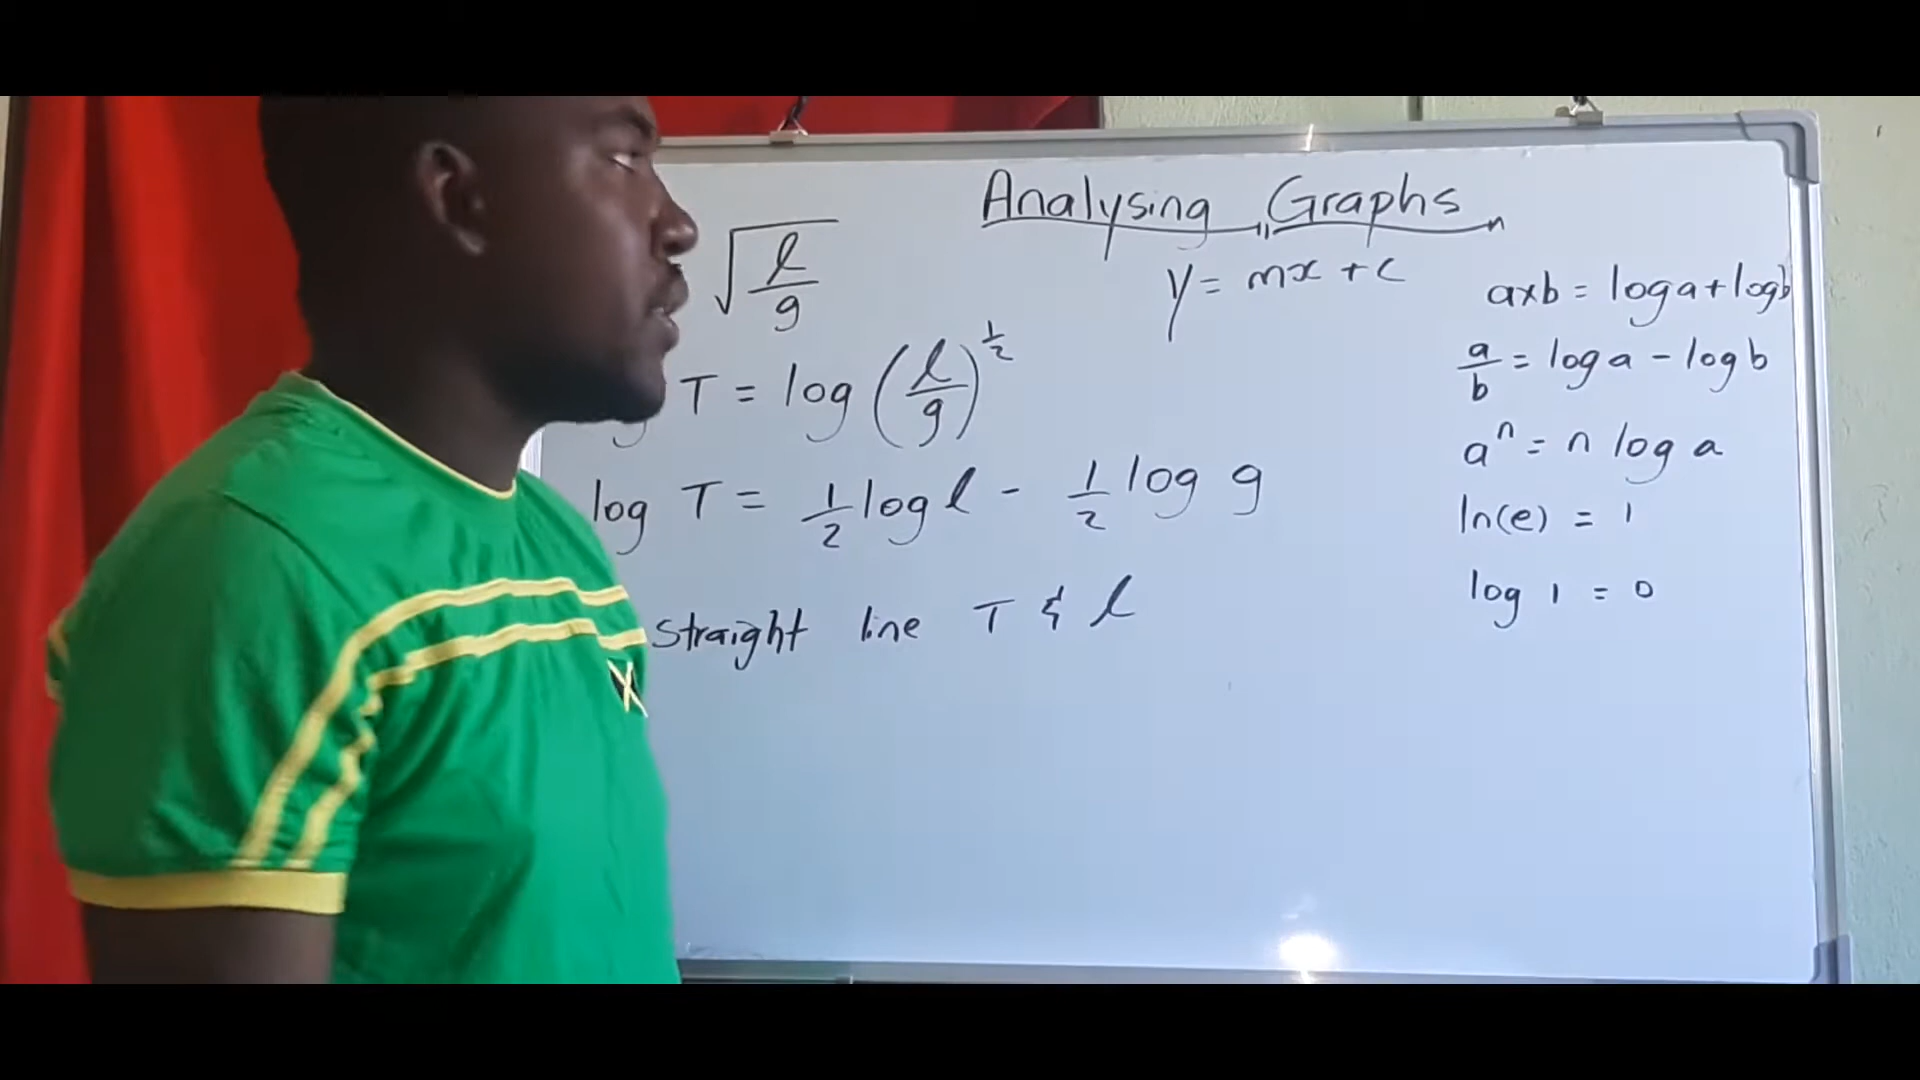 Analysing Graphs
√(l/g)
y = mx + c
T = log (l/g)^½
log T = ½ log l - ½ log g
straight line T & l
axb = log a + log b
a/b = log a - log b
a^n = n log a
ln(e) = 1
log 1 = 0